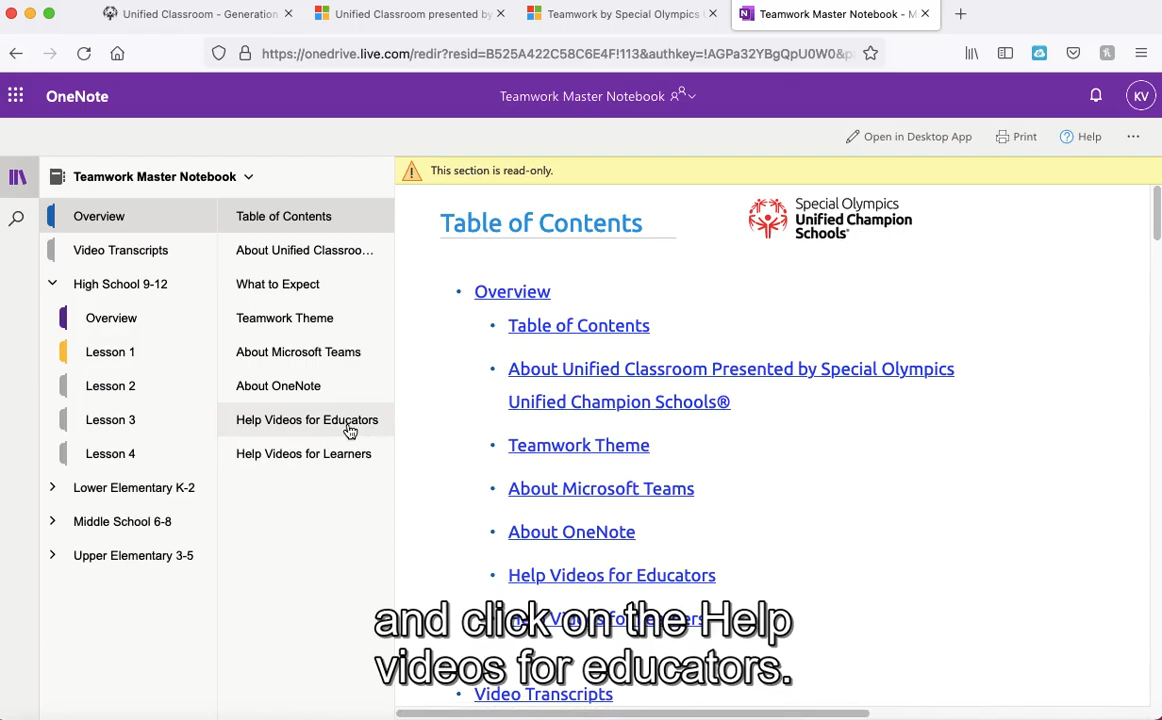 Unified Classroom - Generation
Unified Classroom presented by
Teamwork by Special Olympics
Teamwork Master Notebook - M
https://onedrive.live.com/redir?resid=B525A422C58C6E4F!113&authkey=!AGPa32YBgQpU0W0&p
OneNote
Teamwork Master Notebook
KV
Open in Desktop App
Print
Help
Teamwork Master Notebook
This section is read-only.
Overview
Video Transcripts
High School 9-12
Overview
Lesson 1
Lesson 2
Lesson 3
Lesson 4
Lower Elementary K-2
Middle School 6-8
Upper Elementary 3-5
Table of Contents
About Unified Classroo...
What to Expect
Teamwork Theme
About Microsoft Teams
About OneNote
Help Videos for Educators
Help Videos for Learners
Table of Contents
Special Olympics
Unified Champion
Schools®
• Overview
• Table of Contents
• About Unified Classroom Presented by Special Olympics
Unified Champion Schools®
• Teamwork Theme
• About Microsoft Teams
• About OneNote
• Help Videos for Educators
• Video Transcripts
and click on the Help
videos for educators.